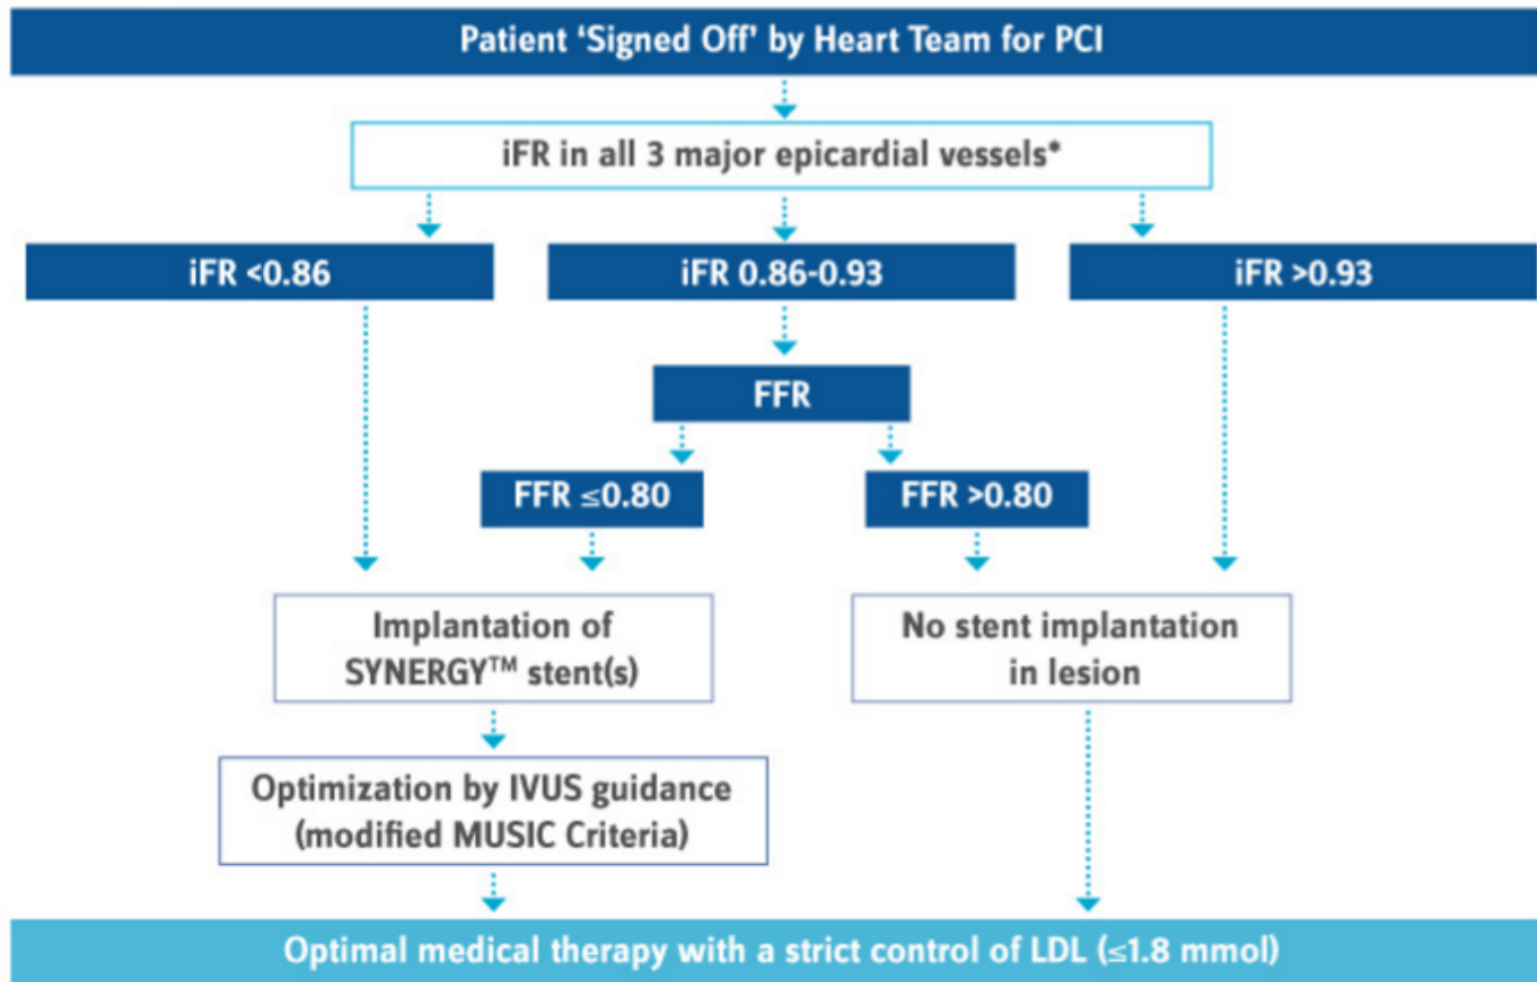 Patient ‘Signed Off’ by Heart Team for PCI
iFR in all 3 major epicardial vessels*
iFR <0.86
iFR 0.86-0.93
iFR >0.93
FFR
FFR ≤0.80
FFR >0.80
Implantation of
SYNERGY™ stent(s)
No stent implantation
in lesion
Optimization by IVUS guidance
(modified MUSIC Criteria)
Optimal medical therapy with a strict control of LDL (≤1.8 mmol)